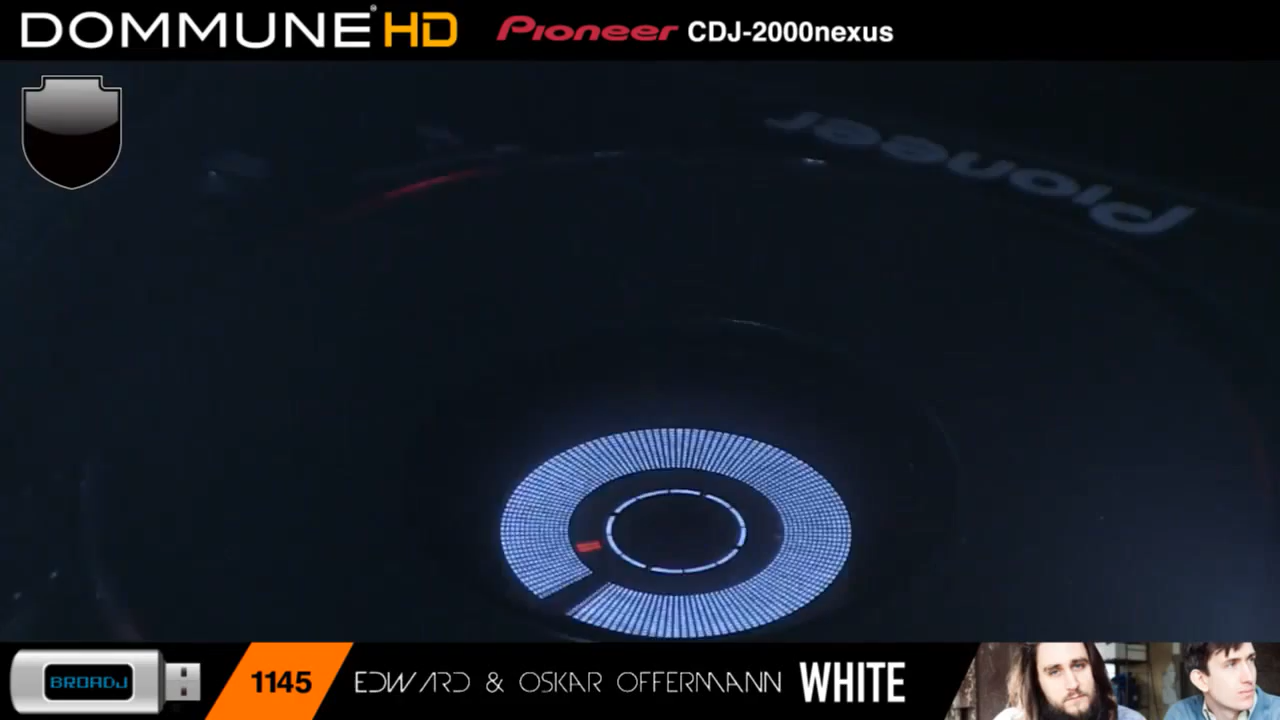 DOMMUNE HD Pioneer CDJ-2000nexus
Pioneer
BROADJ 1145 EDWARD & OSKAR OFFERMANN WHITE